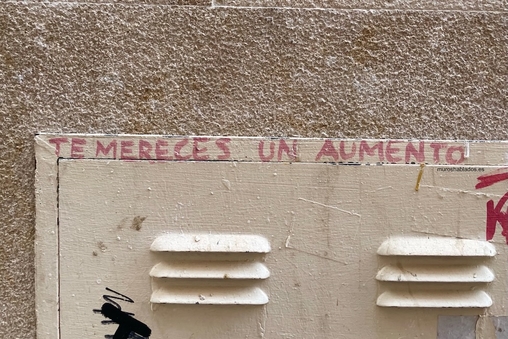 TE MERECES UN AUMENTO
muroshablados.es